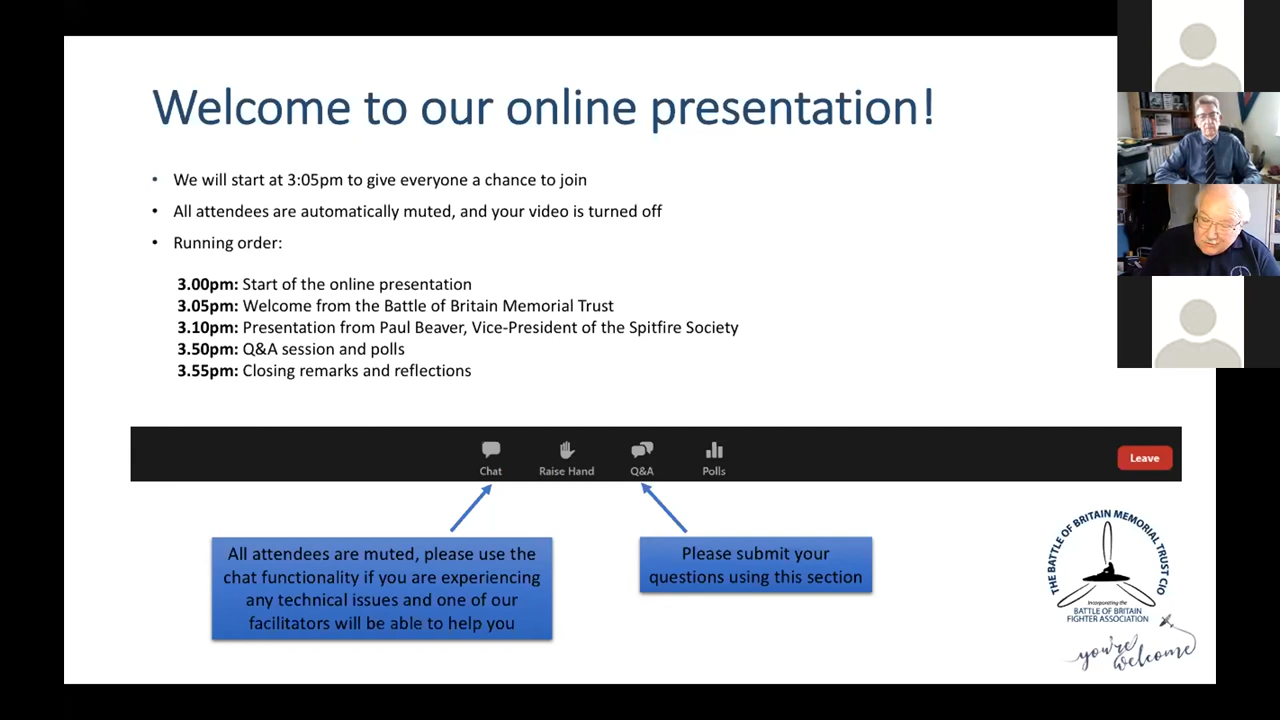 Welcome to our online presentation!
• We will start at 3:05pm to give everyone a chance to join
• All attendees are automatically muted, and your video is turned off
• Running order:
3.00pm: Start of the online presentation
3.05pm: Welcome from the Battle of Britain Memorial Trust
3.10pm: Presentation from Paul Beaver, Vice-President of the Spitfire Society
3.50pm: Q&A session and polls
3.55pm: Closing remarks and reflections
Chat
Raise Hand
Q&A
Polls
Leave
All attendees are muted, please use the
chat functionality if you are experiencing
any technical issues and one of our
facilitators will be able to help you
Please submit your
questions using this section
THE BATTLE OF BRITAIN MEMORIAL TRUST CIO
incorporating the
BATTLE OF BRITAIN
FIGHTER ASSOCIATION
you're
welcome